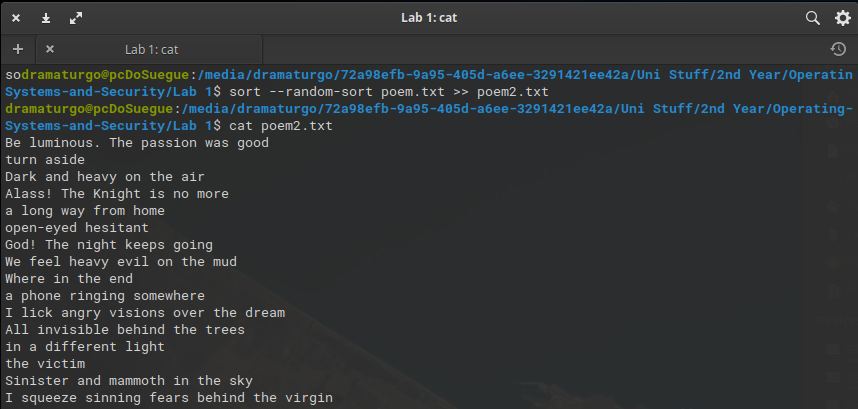 Lab 1: cat
Lab 1: cat
sodramaturgo@pcDoSuegue:/media/dramaturgo/72a98efb-9a95-405d-a6ee-3291421ee42a/Uni Stuff/2nd Year/Operatin
Systems-and-Security/Lab 1$ sort --random-sort poem.txt >> poem2.txt
dramaturgo@pcDoSuegue:/media/dramaturgo/72a98efb-9a95-405d-a6ee-3291421ee42a/Uni Stuff/2nd Year/Operating-
Systems-and-Security/Lab 1$ cat poem2.txt
Be luminous. The passion was good
turn aside
Dark and heavy on the air
Alass! The Knight is no more
a long way from home
open-eyed hesitant
God! The night keeps going
We feel heavy evil on the mud
Where in the end
a phone ringing somewhere
I lick angry visions over the dream
All invisible behind the trees
in a different light
the victim
Sinister and mammoth in the sky
I squeeze sinning fears behind the virgin